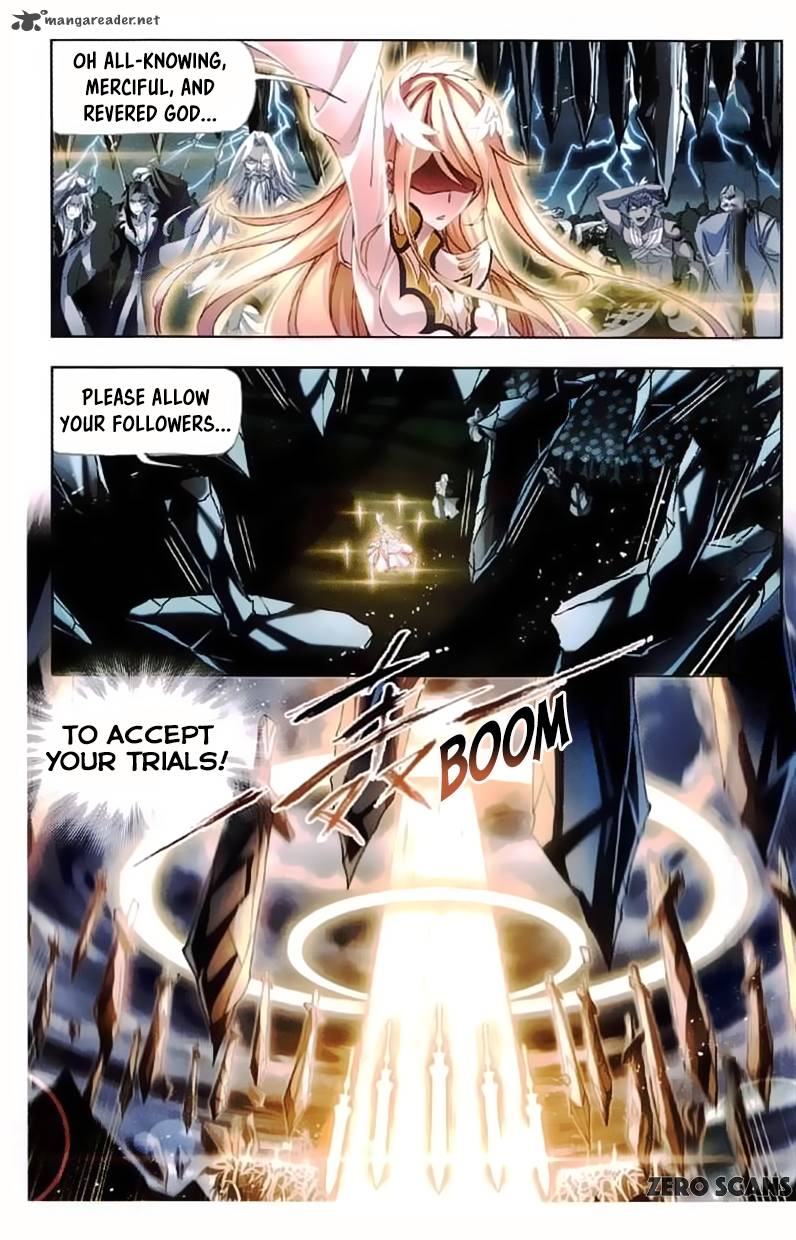 mangareader.net
OH ALL-KNOWING,
MERCIFUL, AND
REVERED GOD...
PLEASE ALLOW
YOUR FOLLOWERS...
TO ACCEPT
YOUR TRIALS!
轰
BOOM
ZERO SCANS